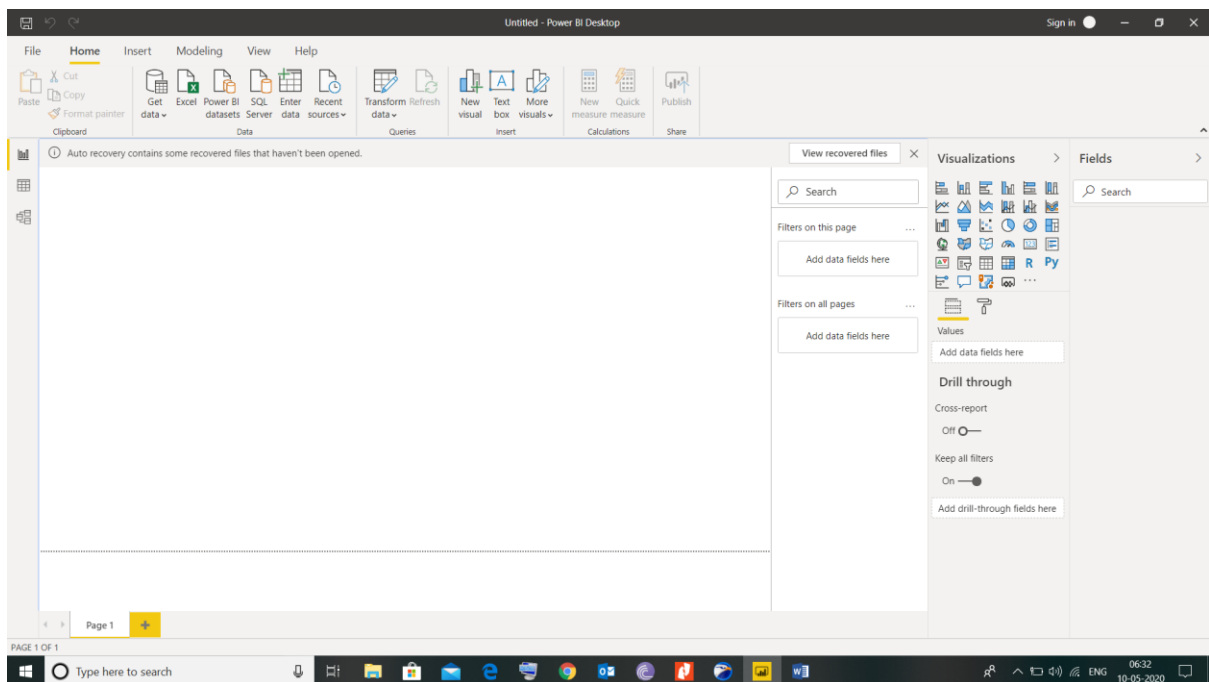 Untitled - Power BI Desktop
Sign in
File Home Insert Modeling View Help
Paste
Cut
Copy
Format painter
Clipboard
Get data
Excel
Power BI datasets
SQL Server
Enter data
Recent sources
Data
Transform data
Refresh
Queries
New visual
Text box
More visuals
Insert
New measure
Quick measure
Calculations
Publish
Share
Auto recovery contains some recovered files that haven't been opened.
View recovered files
Search
Filters on this page ...
Add data fields here
Filters on all pages ...
Add data fields here
Visualizations
R Py
...
Values
Add data fields here
Drill through
Cross-report
Off
Keep all filters
On
Add drill-through fields here
Fields
Search
Page 1
PAGE 1 OF 1
Type here to search
ENG
06:32
10-05-2020